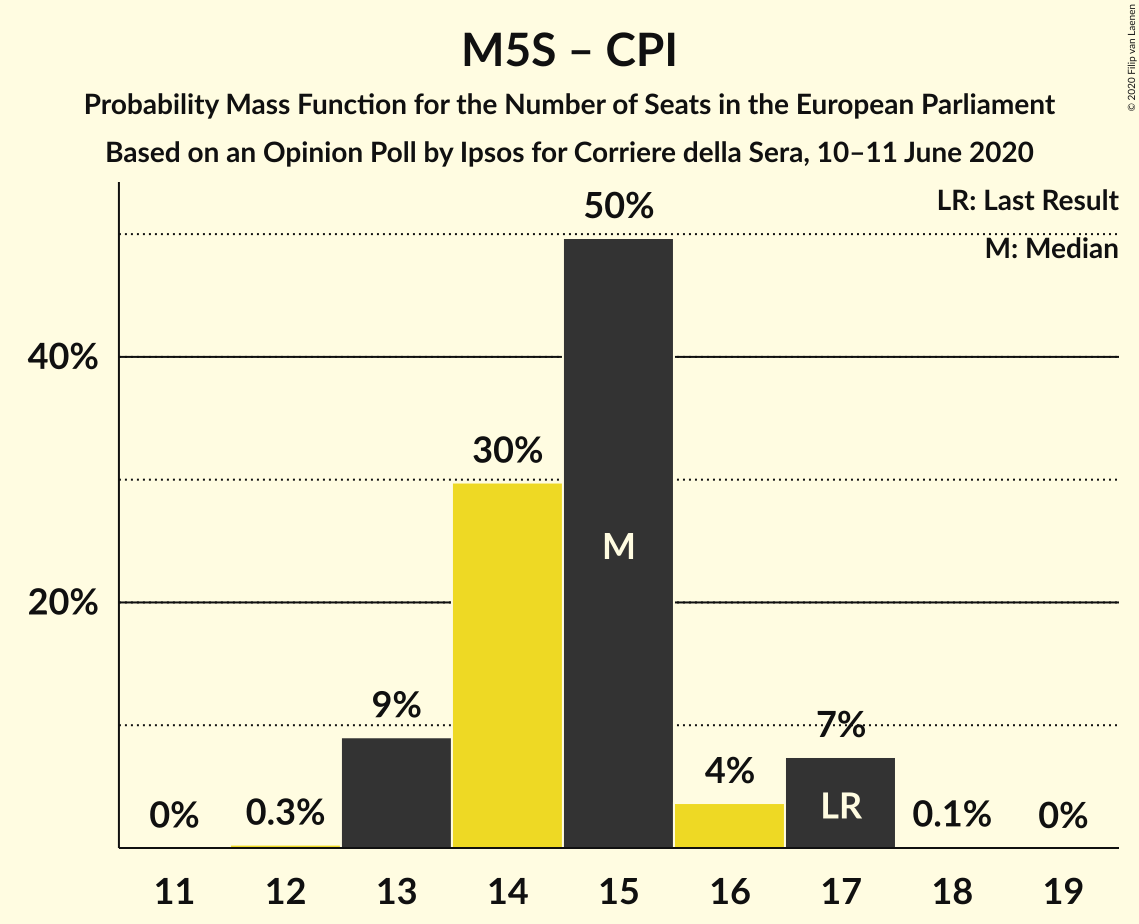 M5S – CPI
Probability Mass Function for the Number of Seats in the European Parliament
Based on an Opinion Poll by Ipsos for Corriere della Sera, 10–11 June 2020
© 2020 Filip van Laenen
LR: Last Result
M: Median
50%
40%
30%
M
20%
9%
7%
4%
LR
0%
0.3%
0.1%
0%
11 12 13 14 15 16 17 18 19